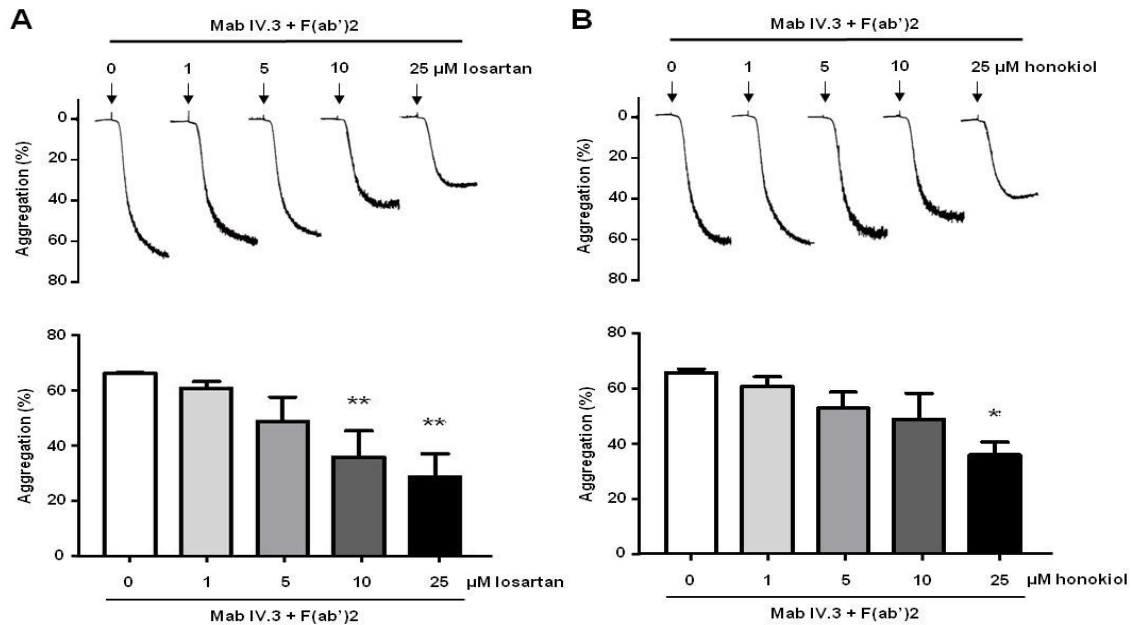 A
Mab IV.3 + F(ab’)2
0 1 5 10 25 µM losartan
0
20
40
60
80
Aggregation (%)
80
60
40
20
0
Aggregation (%)
** **
0 1 5 10 25 µM losartan
Mab IV.3 + F(ab’)2
B
Mab IV.3 + F(ab’)2
0 1 5 10 25 µM honokiol
0
20
40
60
80
Aggregation (%)
80
60
40
20
0
Aggregation (%)
*
0 1 5 10 25 µM honokiol
Mab IV.3 + F(ab’)2